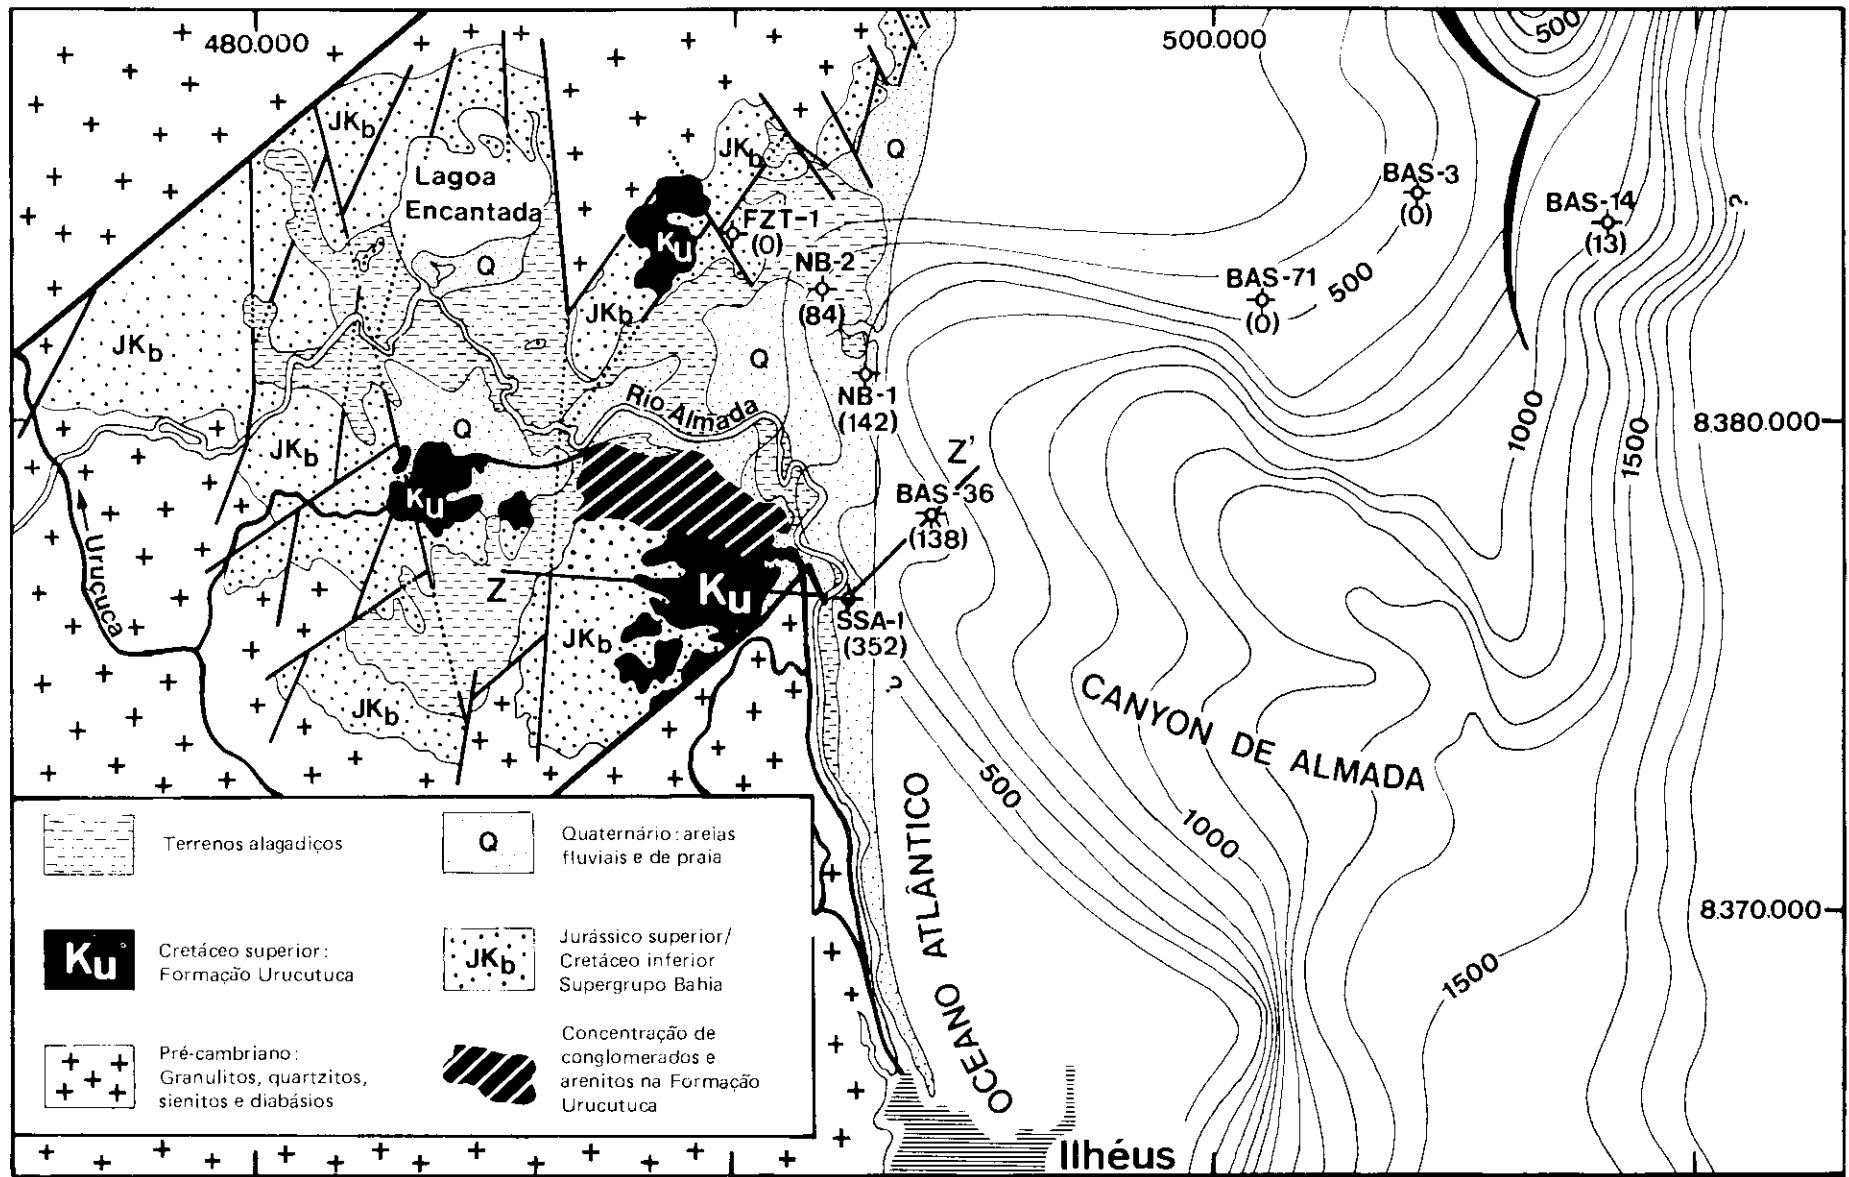 480.000
500.000
500
JKb
JKb
Q
Lagoa
Encantada
BAS-3
(0)
BAS-14
(13)
?
FZT-1
(0)
Ku
Q
NB-2
(84)
BAS-71
(0)
500
JKb
JKb
Q
NB-1
(142)
Rio Almada
1000
1500
8.380.000
Q
JKb
Z'
BAS-36
(138)
Ku
Uruçuca
Z
Ku
SSA-1
(352)
JKb
?
JKb
CANYON DE ALMADA
500
1000
1500
8.370.000
OCEANO ATLÂNTICO
Ilhéus
Terrenos alagadiços
Q
Quaternário: areias
fluviais e de praia
Ku
Cretáceo superior:
Formação Urucutuca
JKb
Jurássico superior/
Cretáceo inferior
Supergrupo Bahia
Pré-cambriano:
Granulitos, quartzitos,
sienitos e diabásios
Concentração de
conglomerados e
arenitos na Formação
Urucutuca